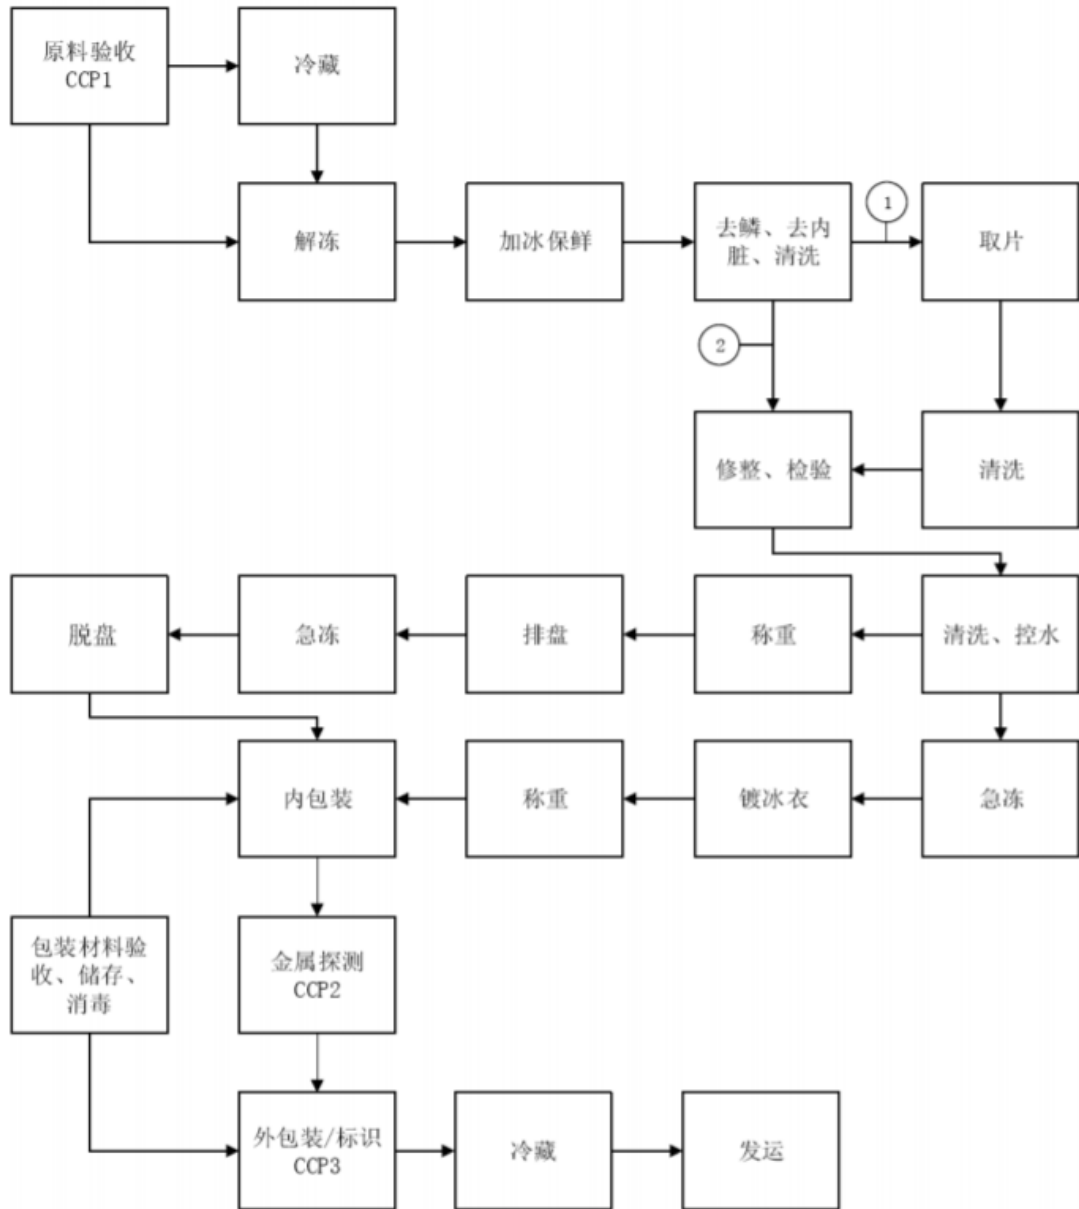 原料验收
CCP1
冷藏
解冻
加冰保鲜
去鳞、去内
脏、清洗
1
取片
2
修整、检验
清洗
脱盘
急冻
排盘
称重
清洗、控水
内包装
称重
镀冰衣
急冻
包装材料验
收、储存、
消毒
金属探测
CCP2
外包装/标识
CCP3
冷藏
发运